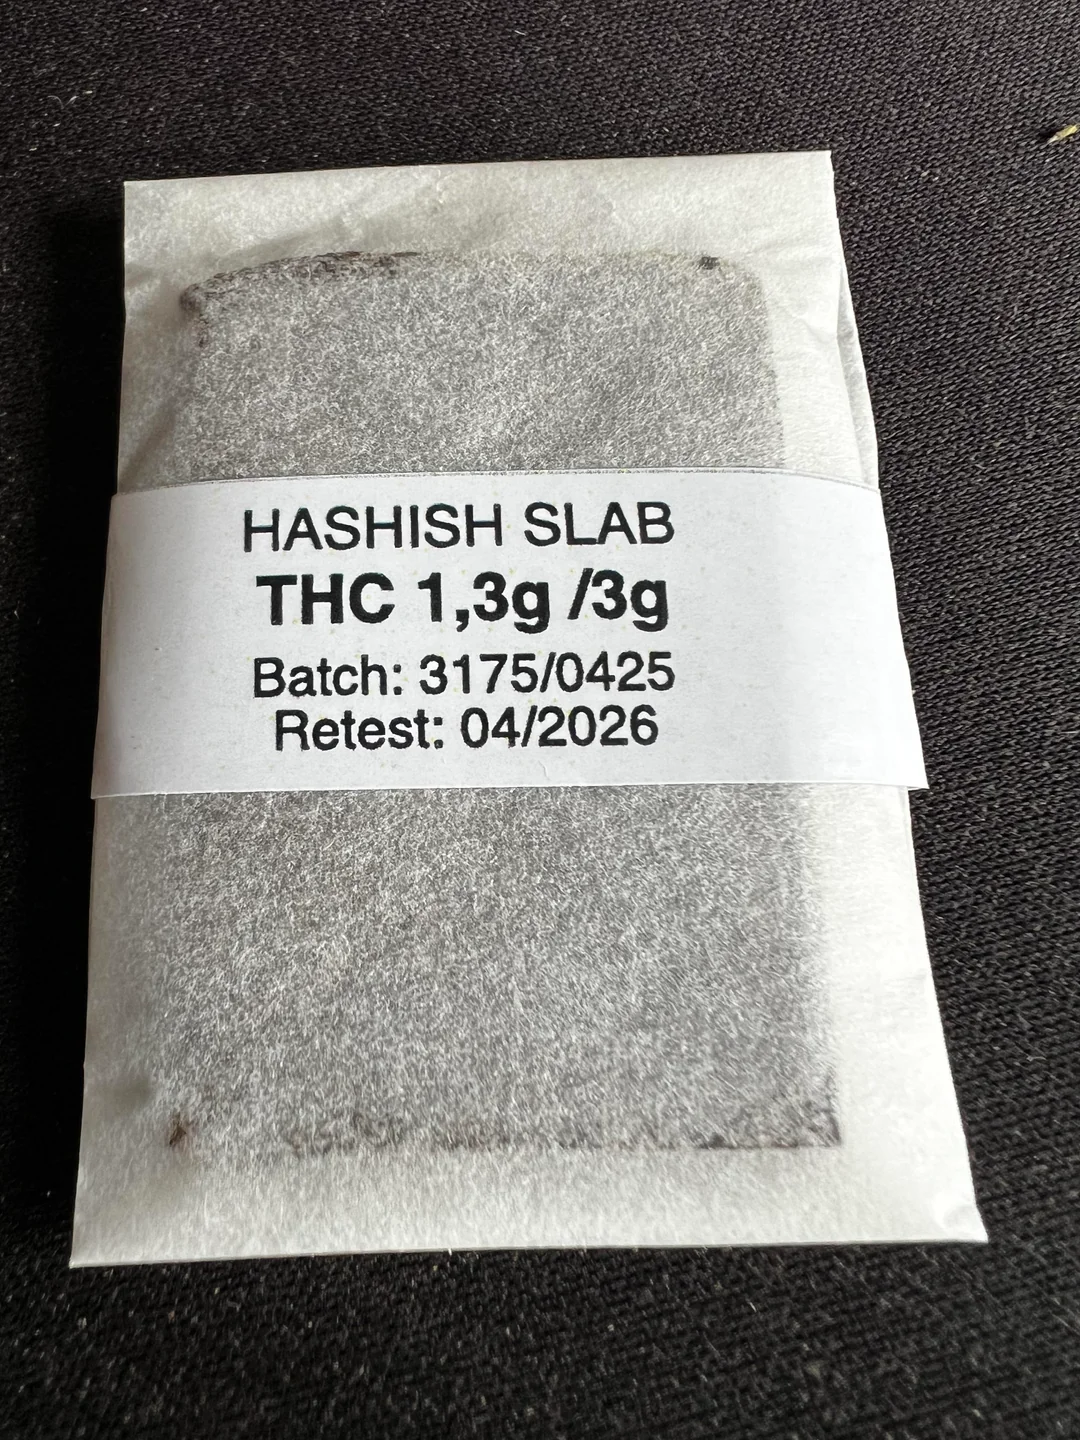 HASHISH SLAB
THC 1,3g /3g
Batch: 3175/0425
Retest: 04/2026